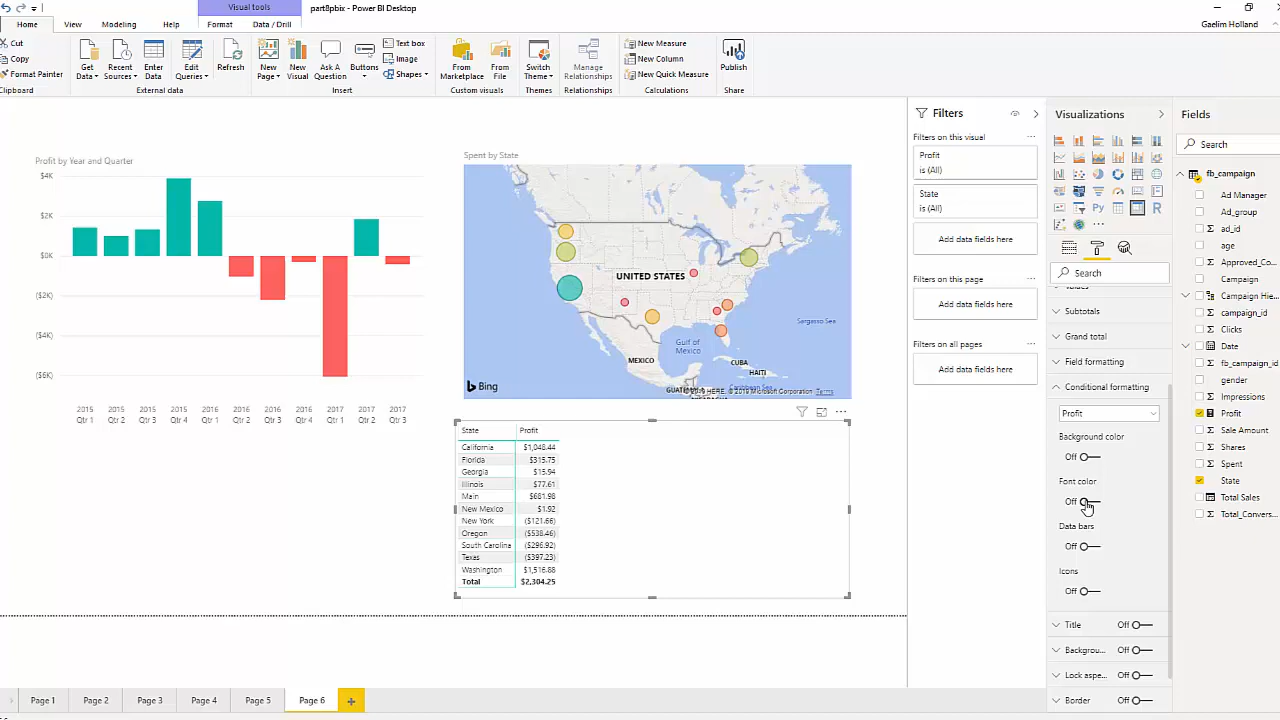 Visual tools
part8pbix - Power BI Desktop
Gaelim Holland
Home
View
Modeling
Help
Format
Data / Drill
Cut
Copy
Format Painter
Clipboard
Get Data
Recent Sources
Enter Data
Edit Queries
Refresh
External data
New Page
New Visual
Ask A Question
Buttons
Text box
Image
Shapes
Insert
From Marketplace
From File
Custom visuals
Switch Theme
Themes
Manage Relationships
Relationships
New Measure
New Column
New Quick Measure
Calculations
Publish
Share
Profit by Year and Quarter
$4K
$2K
$0K
($2K)
($4K)
($6K)
2015 Qtr 1
2015 Qtr 2
2015 Qtr 3
2015 Qtr 4
2016 Qtr 1
2016 Qtr 2
2016 Qtr 3
2016 Qtr 4
2017 Qtr 1
2017 Qtr 2
2017 Qtr 3
Spent by State
UNITED STATES
MEXICO
Gulf of Mexico
CUBA
HAITI
Sargasso Sea
Bing
HERE, © 2019 Microsoft Corporation Terms
State Profit
California $1,048.44
Florida $315.75
Georgia $15.94
Illinois $77.61
Main $681.98
New Mexico $1.92
New York ($121.66)
Oregon ($538.46)
South Carolina ($296.92)
Texas ($397.23)
Washington $1,516.88
Total $2,304.25
Filters
Filters on this visual
Profit
is (All)
State
is (All)
Add data fields here
Filters on this page
Add data fields here
Filters on all pages
Add data fields here
Visualizations
Search
Values
Subtotals
Grand total
Field formatting
Conditional formatting
Profit
Background color
Off
Font color
Off
Data bars
Off
Icons
Off
Title Off
Backgrou... Off
Lock aspe... Off
Border Off
Fields
Search
fb_campaign
Ad Manager
Ad_group
ad_id
age
Approved_Co...
Campaign
Campaign Hie...
campaign_id
Clicks
Date
fb_campaign_id
gender
Impressions
Profit
Sale Amount
Shares
Spent
State
Total Sales
Total_Convers...
Page 1
Page 2
Page 3
Page 4
Page 5
Page 6